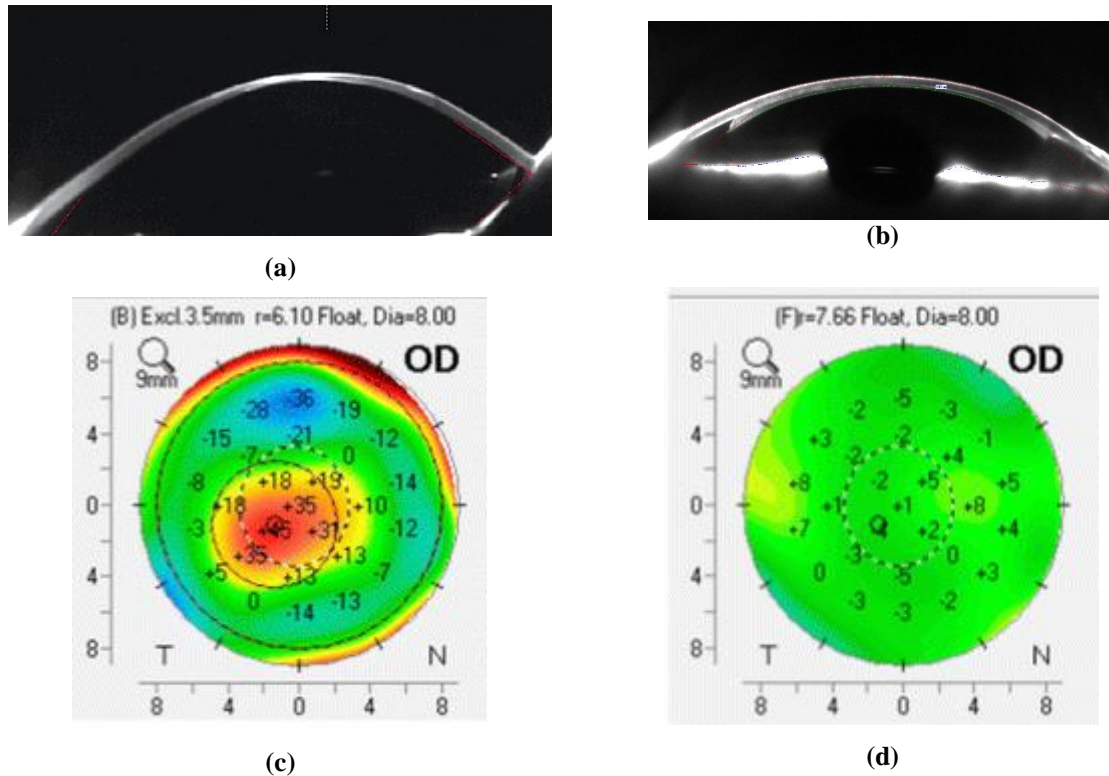 (a)
(b)
(B) Excl.3.5mm r=6.10 Float, Dia=8.00
OD
9mm
8
4
0
4
8
-28 -36 -19
-15 -21 -12
-7 0
-8 +18 +19 -14
+18 +35 +10
-3 +31 -12
+35 +13
+5 +13 -7
0 -14 -13
T N
8 4 0 4 8
(c)
(F)r=7.66 Float, Dia=8.00
OD
9mm
8
4
0
4
8
-2 -5 -3
+3 -2 -1
-2 +4
+8 -2 +5 +5
+1 +1 +8
+7 +2 +4
-3 0
0 -5 +3
-3 -3 -2
T N
8 4 0 4 8
(d)